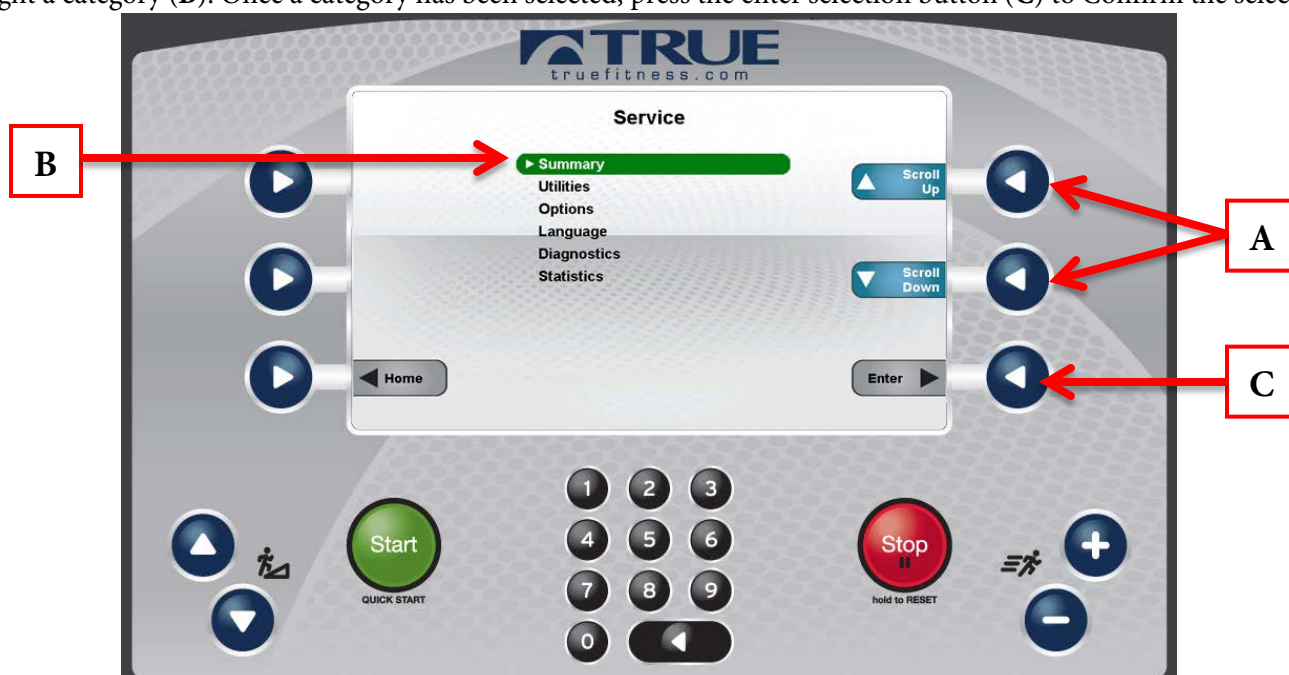 ght a category (B). Once a category has been selected, press the enter selection button (C) to Confirm the selec
TRUE
truefitness.com
Service
B
Summary
Utilities
Options
Language
Diagnostics
Statistics
Scroll
Up
A
Scroll
Down
Home
Enter
C
1 2 3
Start
4 5 6
Stop
QUICK START
7 8 9
hold to RESET
0